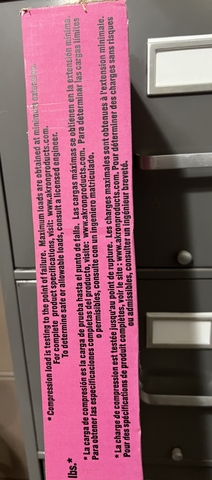 * Compression load is testing to the point of failure. Maximum loads are obtained at minimum extension.
For complete product specifications, visit: www.akronproducts.com.
To determine safe or allowable loads, consult a licensed engineer.
* La carga de compresión es la carga de prueba hasta el punto de falla. Las cargas máximas se obtienen en la extensión mínima.
Para obtener las especificaciones completas del producto, visite: www.akronproducts.com. Para determinar las cargas límites
o permisibles, consulte con un ingeniero matriculado.
* La charge de compression est testée jusqu'au point de rupture. Les charges maximales sont obtenues à l'extension minimale.
Pour des spécifications de produit complètes, voir le site : www.akronproducts.com. Pour déterminer des charges sans risques
ou admissibles, consulter un ingénieur breveté.
lbs.*